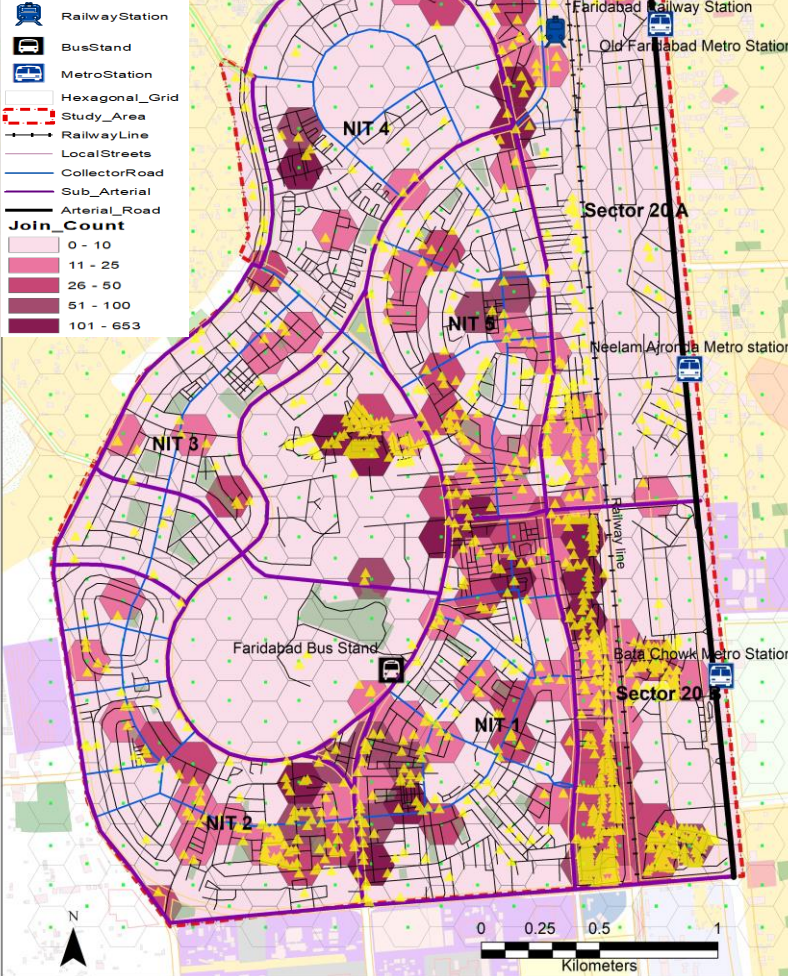 RailwayStation
BusStand
MetroStation
Hexagonal_Grid
Study_Area
RailwayLine
LocalStreets
CollectorRoad
Sub_Arterial
Arterial_Road
Join_Count
0 - 10
11 - 25
26 - 50
51 - 100
101 - 653
Faridabad Railway Station
Old Faridabad Metro Station
NIT 4
Sector 20 A
NIT 5
Neelam Ajronda Metro station
NIT 3
Railway line
Faridabad Bus Stand
Bata Chowk Metro Station
Sector 20 B
NIT 1
NIT 2
N
0 0.25 0.5 1
Kilometers